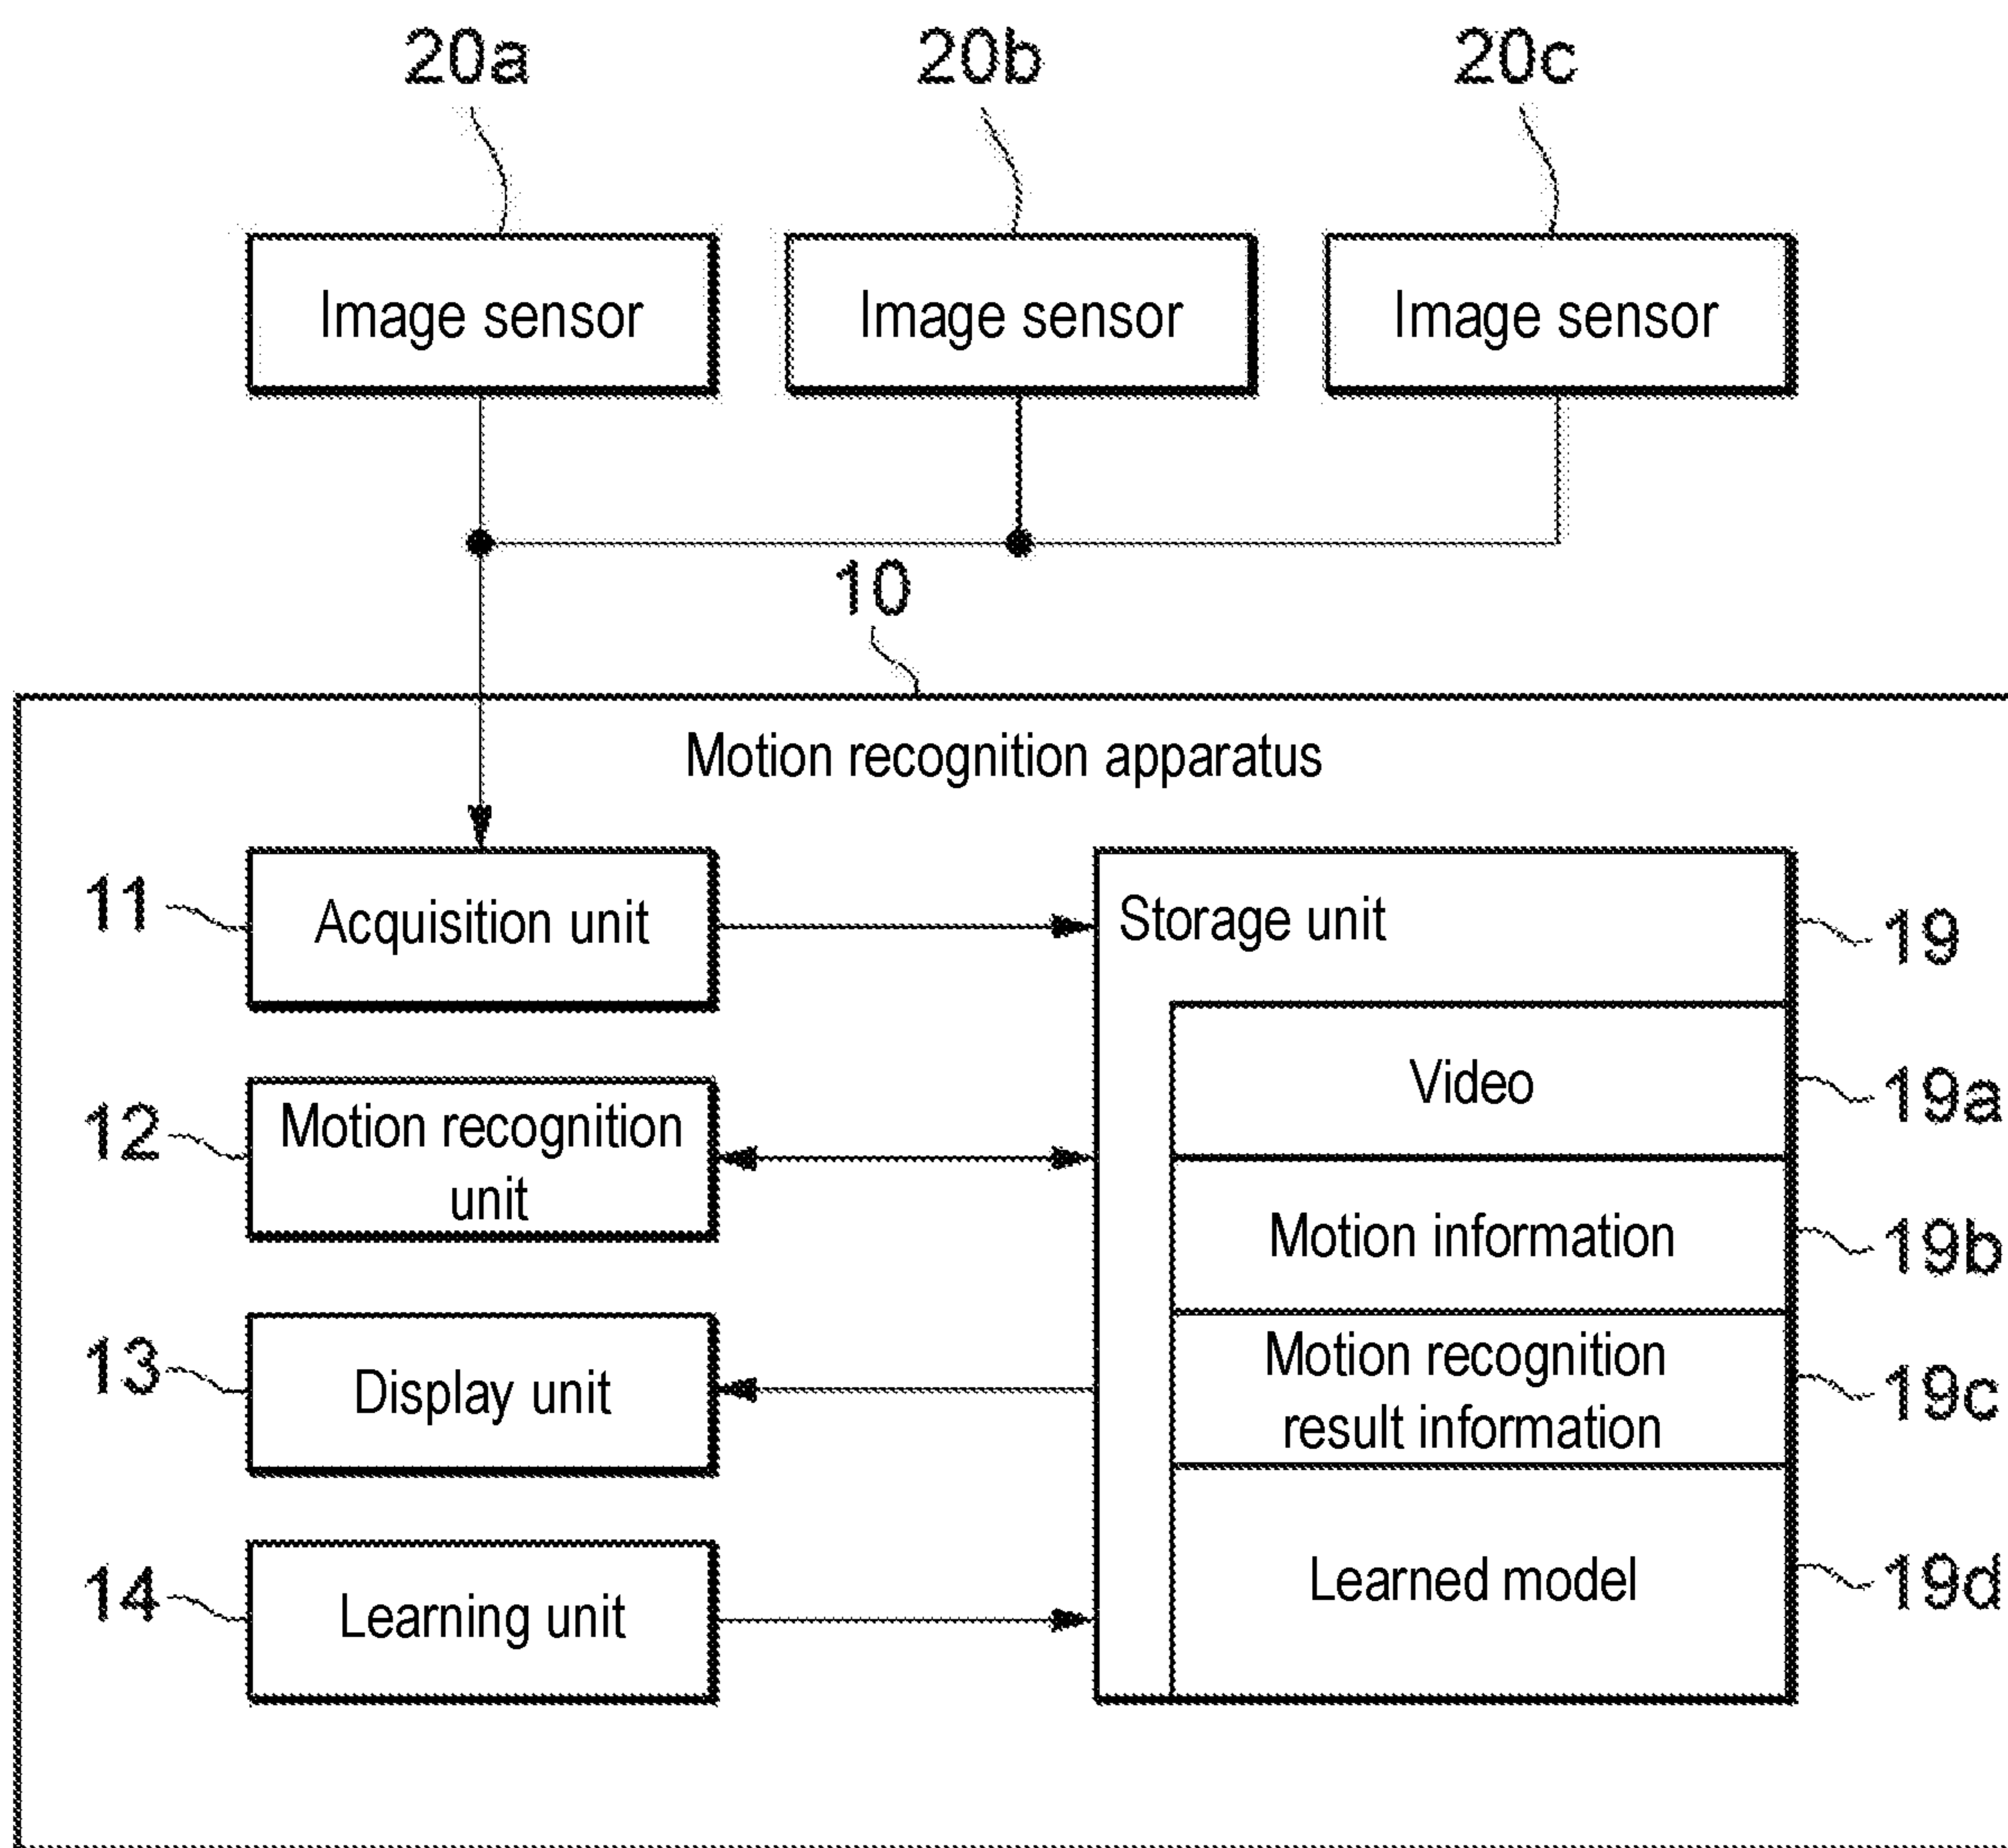 20a 20b 20c
Image sensor Image sensor Image sensor
10
Motion recognition apparatus
11 Acquisition unit
Storage unit 19
Video 19a
12 Motion recognition
unit
Motion information 19b
13 Display unit
Motion recognition
result information 19c
14 Learning unit
Learned model 19d